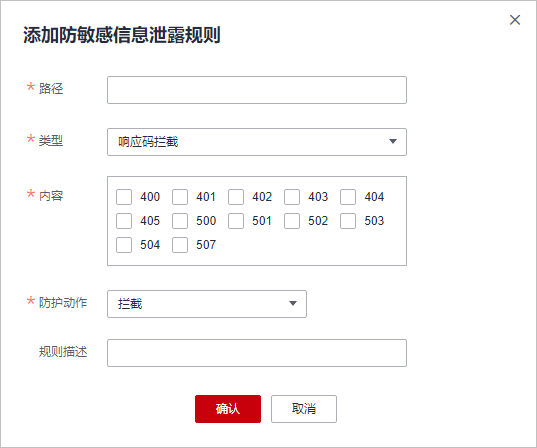 添加防敏感信息泄露规则
* 路径
* 类型 响应码拦截
* 内容 400 401 402 403 404
405 500 501 502 503
504 507
* 防护动作 拦截
规则描述
确认 取消